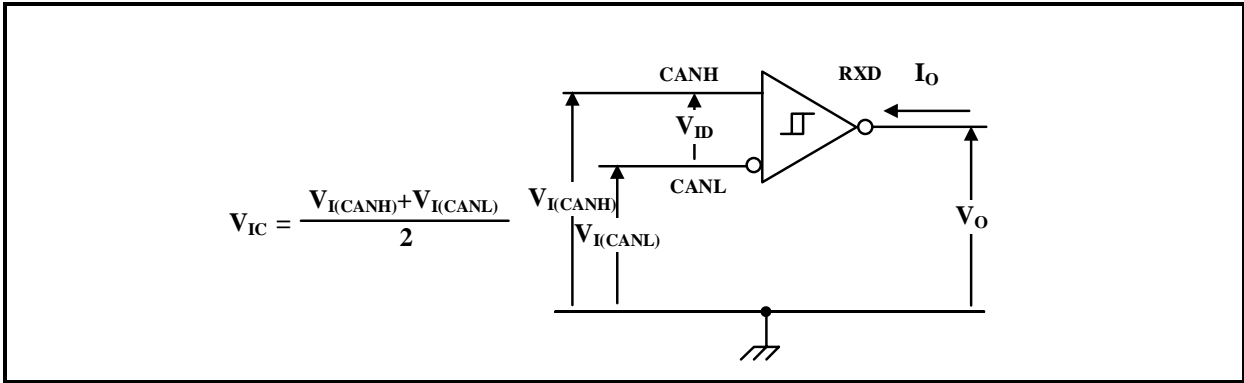 CANH
RXD
I_O
V_ID
CANL
V_IC = (V_I(CANH)+V_I(CANL)) / 2
V_I(CANH)
V_I(CANL)
V_O